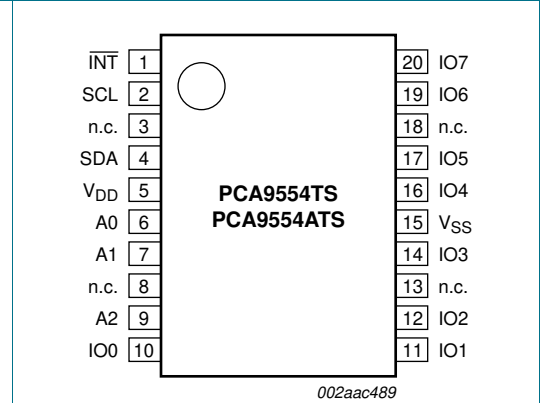 INT 1 20 IO7
SCL 2 19 IO6
n.c. 3 18 n.c.
SDA 4 17 IO5
VDD 5 16 IO4
PCA9554TS
PCA9554ATS
A0 6 15 VSS
A1 7 14 IO3
n.c. 8 13 n.c.
A2 9 12 IO2
IO0 10 11 IO1
002aac489